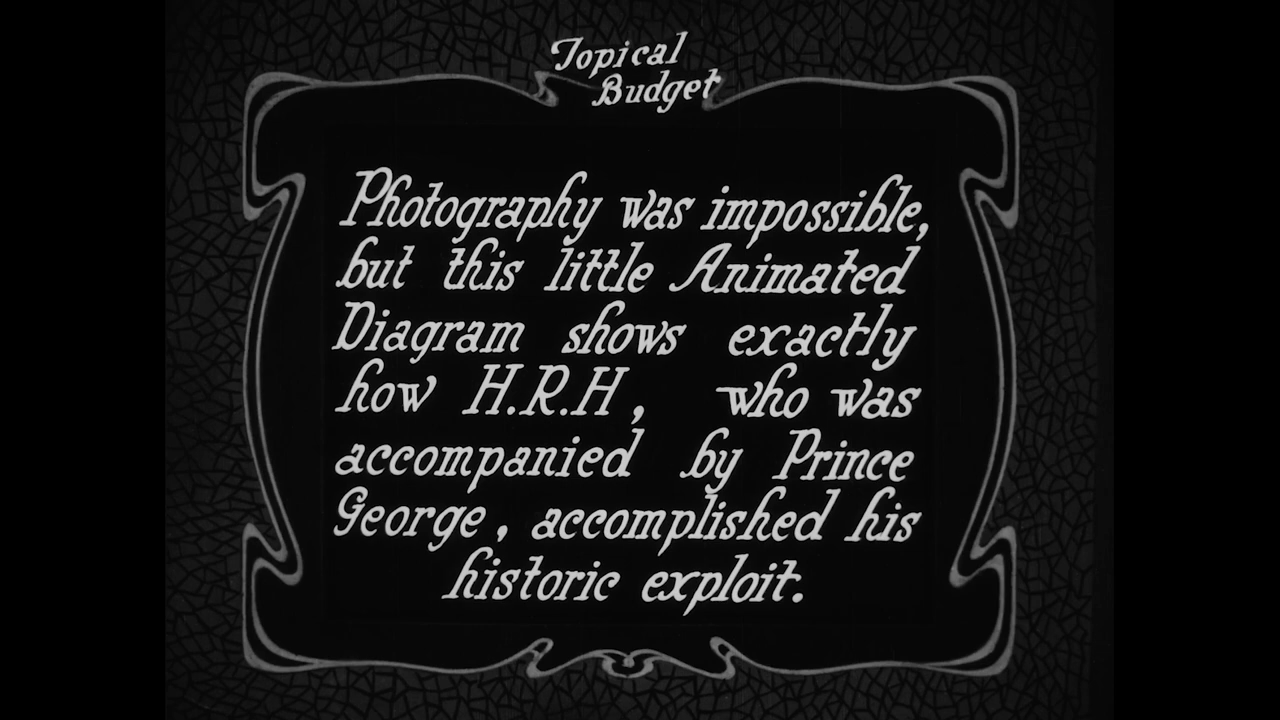 Topical
Budget
Photography was impossible,
but this little Animated
Diagram shows exactly
how H.R.H, who was
accompanied by Prince
George, accomplished his
historic exploit.